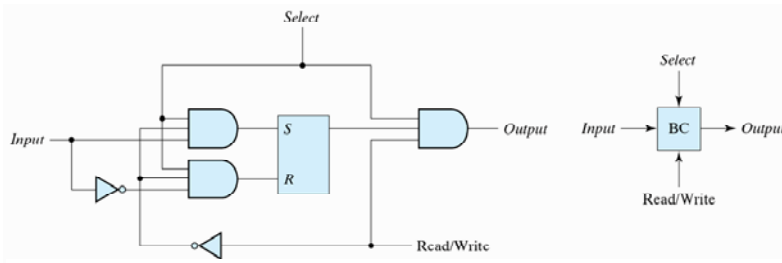 Select
Input
S
R
Output
Read/Write
Select
Input
BC
Output
Read/Write